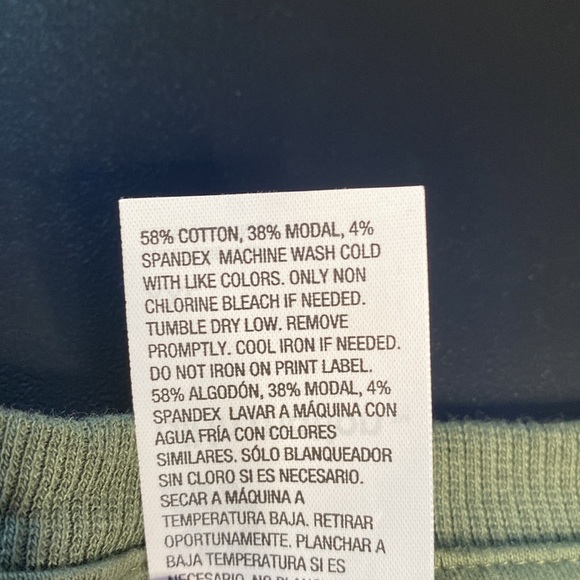 58% COTTON, 38% MODAL, 4%
SPANDEX MACHINE WASH COLD
WITH LIKE COLORS. ONLY NON
CHLORINE BLEACH IF NEEDED.
TUMBLE DRY LOW. REMOVE
PROMPTLY. COOL IRON IF NEEDED.
DO NOT IRON ON PRINT LABEL.
58% ALGODÓN, 38% MODAL, 4%
SPANDEX LAVAR A MÁQUINA CON
AGUA FRÍA CON COLORES
SIMILARES. SÓLO BLANQUEADOR
SIN CLORO SI ES NECESARIO.
SECAR A MÁQUINA A
TEMPERATURA BAJA. RETIRAR
OPORTUNAMENTE. PLANCHAR A
BAJA TEMPERATURA SI ES
NECESARIO. NO